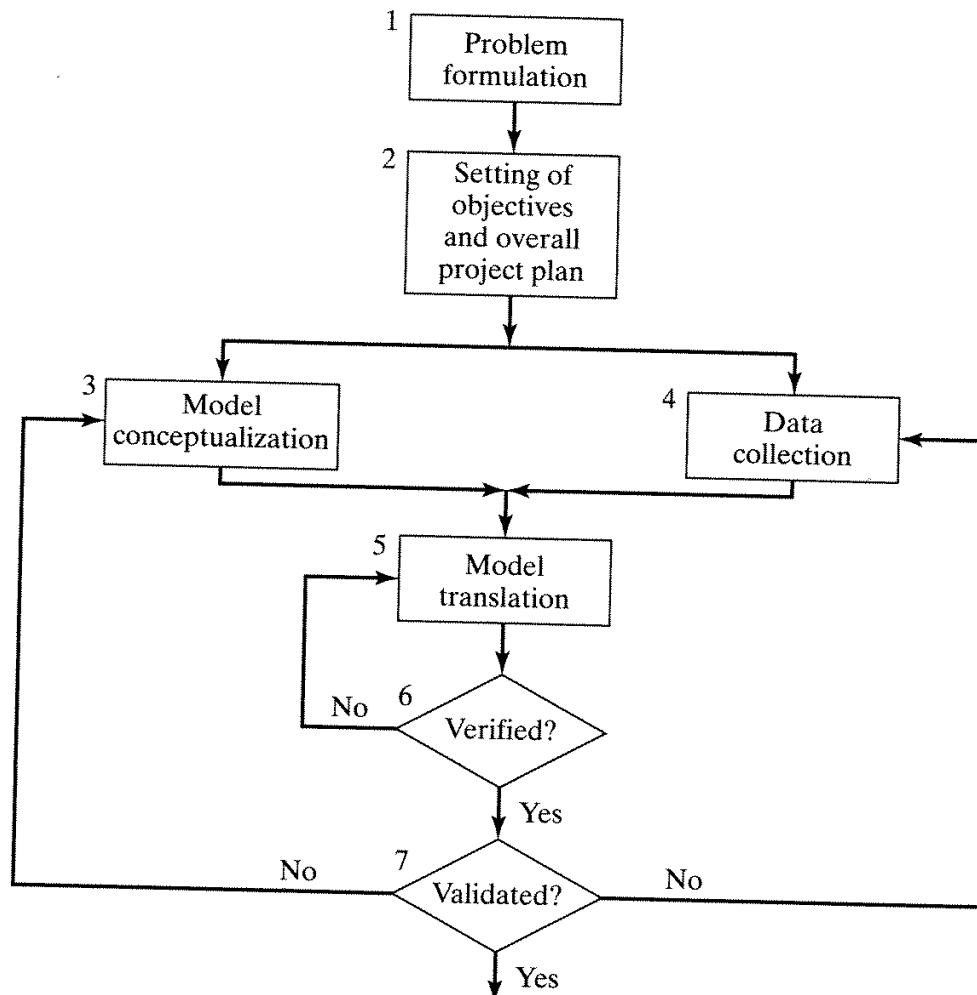 1
Problem
formulation
2
Setting of
objectives
and overall
project plan
3
Model
conceptualization
4
Data
collection
5
Model
translation
6
No
Verified?
Yes
7
No
Validated?
No
Yes